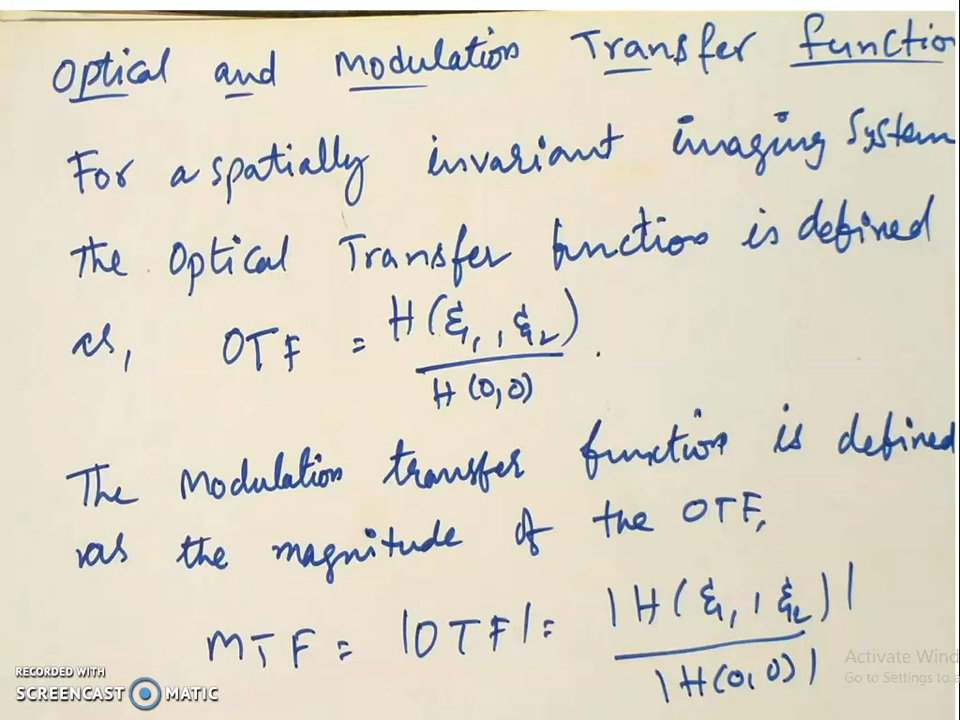 Optical and Modulation Transfer function
For a spatially invariant imaging System
the Optical Transfer function is defined
as, OTF = H(ξ₁, ξ₂) / H(0,0).
The Modulation transfer function is defined
as the magnitude of the OTF,
MTF = |OTF| = |H(ξ₁, ξ₂)| / |H(0,0)|
Activate Wind
Go to Settings to a
RECORDED WITH
SCREENCAST MATIC